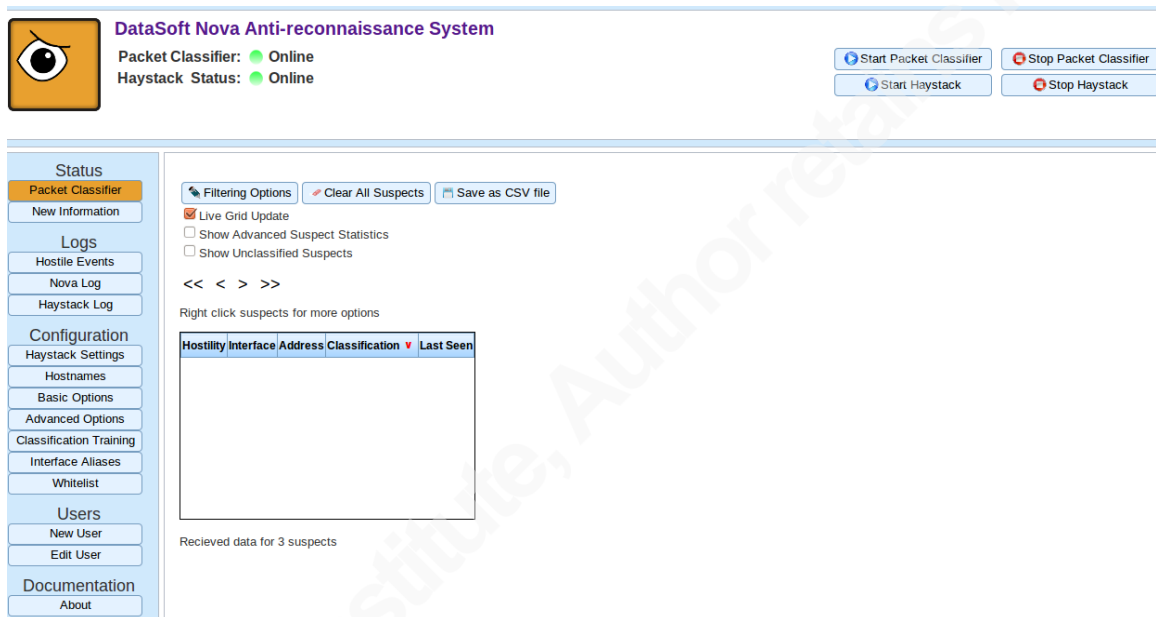 DataSoft Nova Anti-reconnaissance System
Packet Classifier: Online
Haystack Status: Online
Start Packet Classifier Stop Packet Classifier
Start Haystack Stop Haystack
Status
Packet Classifier
New Information
Logs
Hostile Events
Nova Log
Haystack Log
Configuration
Haystack Settings
Hostnames
Basic Options
Advanced Options
Classification Training
Interface Aliases
Whitelist
Users
New User
Edit User
Documentation
About
Filtering Options Clear All Suspects Save as CSV file
Live Grid Update
Show Advanced Suspect Statistics
Show Unclassified Suspects
<< < > >>
Right click suspects for more options
Hostility Interface Address Classification v Last Seen
Recieved data for 3 suspects
Author retains